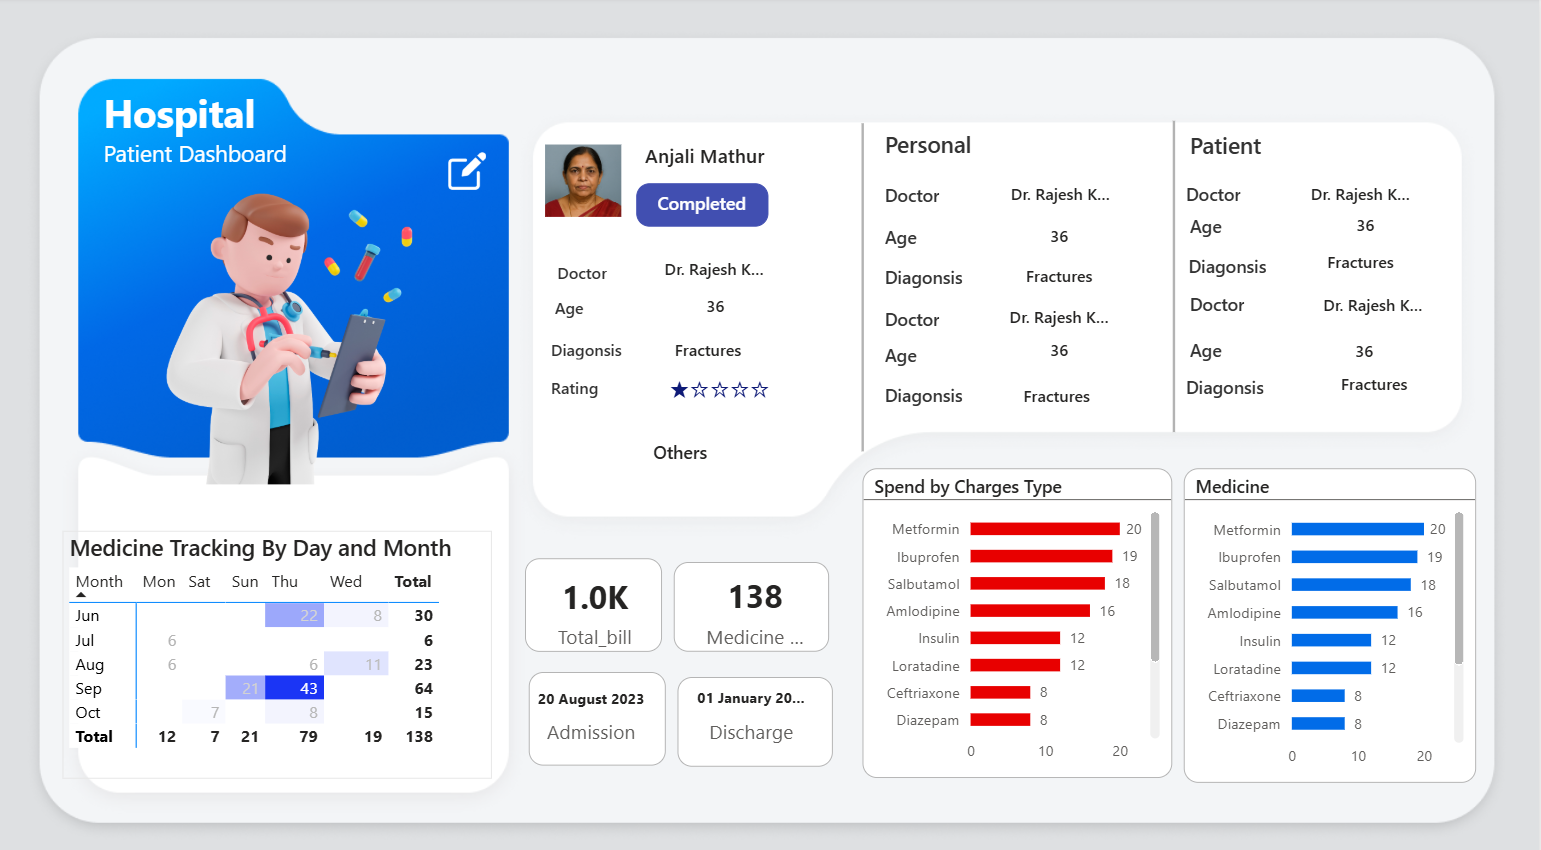 Hospital
Patient Dashboard
Anjali Mathur
Completed
Doctor Dr. Rajesh K...
Age 36
Diagonsis Fractures
Rating
Others
Personal
Doctor Dr. Rajesh K...
Age 36
Diagonsis Fractures
Doctor Dr. Rajesh K...
Age 36
Diagonsis Fractures
Patient
Doctor Dr. Rajesh K...
Age 36
Diagonsis Fractures
Doctor Dr. Rajesh K...
Age 36
Diagonsis Fractures
Medicine Tracking By Day and Month
Month Mon Sat Sun Thu Wed Total
Jun 22 8 30
Jul 6 6
Aug 6 6 11 23
Sep 21 43 64
Oct 7 8 15
Total 12 7 21 79 19 138
1.0K
Total_bill
138
Medicine ...
20 August 2023
Admission
01 January 20...
Discharge
Spend by Charges Type
Metformin 20
Ibuprofen 19
Salbutamol 18
Amlodipine 16
Insulin 12
Loratadine 12
Ceftriaxone 8
Diazepam 8
0 10 20
Medicine
Metformin 20
Ibuprofen 19
Salbutamol 18
Amlodipine 16
Insulin 12
Loratadine 12
Ceftriaxone 8
Diazepam 8
0 10 20